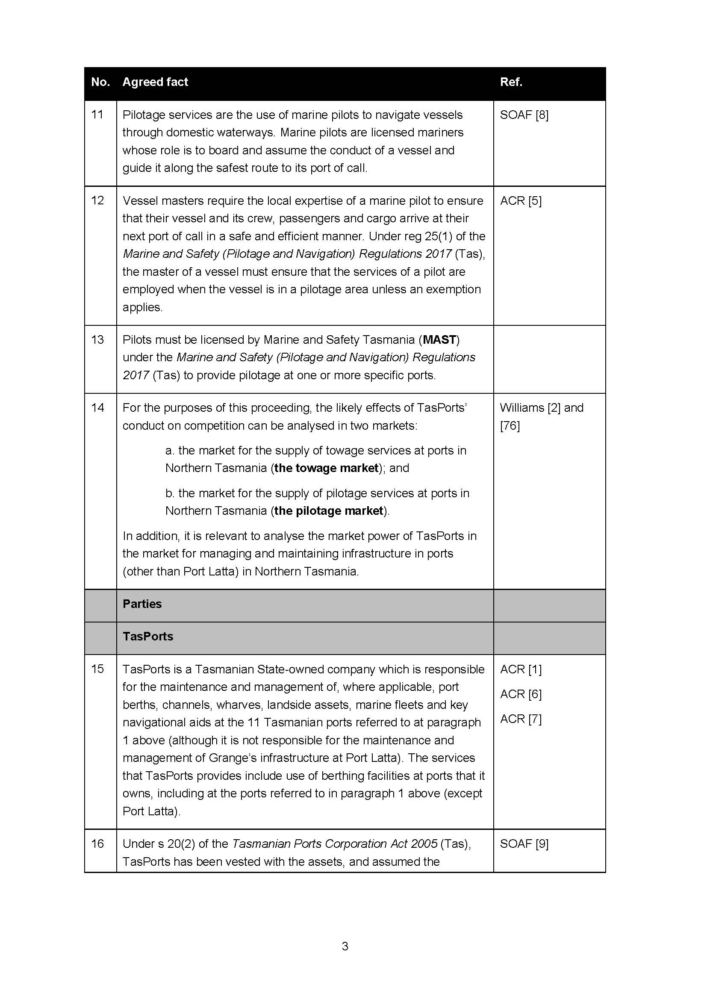 No. Agreed fact Ref.
11 Pilotage services are the use of marine pilots to navigate vessels SOAF [8]
through domestic waterways. Marine pilots are licensed mariners
whose role is to board and assume the conduct of a vessel and
guide it along the safest route to its port of call.
12 Vessel masters require the local expertise of a marine pilot to ensure ACR [5]
that their vessel and its crew, passengers and cargo arrive at their
next port of call in a safe and efficient manner. Under reg 25(1) of the
Marine and Safety (Pilotage and Navigation) Regulations 2017 (Tas),
the master of a vessel must ensure that the services of a pilot are
employed when the vessel is in a pilotage area unless an exemption
applies.
13 Pilots must be licensed by Marine and Safety Tasmania (MAST)
under the Marine and Safety (Pilotage and Navigation) Regulations
2017 (Tas) to provide pilotage at one or more specific ports.
14 For the purposes of this proceeding, the likely effects of TasPorts’ Williams [2] and
conduct on competition can be analysed in two markets: [76]
a. the market for the supply of towage services at ports in
Northern Tasmania (the towage market); and
b. the market for the supply of pilotage services at ports in
Northern Tasmania (the pilotage market).
In addition, it is relevant to analyse the market power of TasPorts in
the market for managing and maintaining infrastructure in ports
(other than Port Latta) in Northern Tasmania.
Parties
TasPorts
15 TasPorts is a Tasmanian State-owned company which is responsible ACR [1]
for the maintenance and management of, where applicable, port
berths, channels, wharves, landside assets, marine fleets and key ACR [6]
navigational aids at the 11 Tasmanian ports referred to at paragraph ACR [7]
1 above (although it is not responsible for the maintenance and
management of Grange’s infrastructure at Port Latta). The services
that TasPorts provides include use of berthing facilities at ports that it
owns, including at the ports referred to in paragraph 1 above (except
Port Latta).
16 Under s 20(2) of the Tasmanian Ports Corporation Act 2005 (Tas), SOAF [9]
TasPorts has been vested with the assets, and assumed the
3